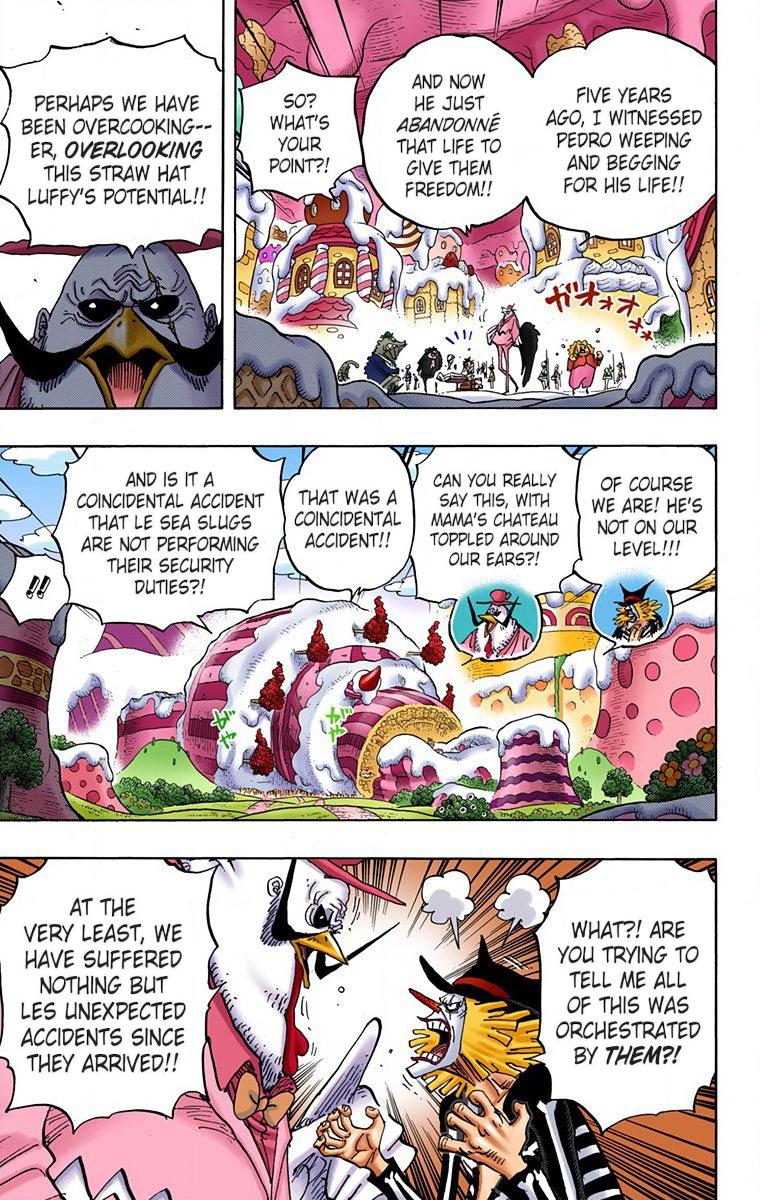 FIVE YEARS
AGO, I WITNESSED
PEDRO WEEPING
AND BEGGING
FOR HIS LIFE!!
AND NOW
HE JUST
ABANDONNÉ
THAT LIFE TO
GIVE THEM
FREEDOM!!
SO?
WHAT'S
YOUR
POINT?!
ガオオオオ
!!!!
PERHAPS WE HAVE
BEEN OVERCOOKING--
ER, OVERLOOKING
THIS STRAW HAT
LUFFY'S POTENTIAL!!
OF COURSE
WE ARE! HE'S
NOT ON OUR
LEVEL!!!
CAN YOU REALLY
SAY THIS, WITH
MAMA'S CHATEAU
TOPPLED AROUND
OUR EARS?!
THAT WAS A
COINCIDENTAL
ACCIDENT!!
AND IS IT A
COINCIDENTAL ACCIDENT
THAT LE SEA SLUGS
ARE NOT PERFORMING
THEIR SECURITY
DUTIES?!
!!
WHAT?! ARE
YOU TRYING TO
TELL ME ALL
OF THIS WAS
ORCHESTRATED
BY THEM?!
AT THE
VERY LEAST, WE
HAVE SUFFERED
NOTHING BUT
LES UNEXPECTED
ACCIDENTS SINCE
THEY ARRIVED!!